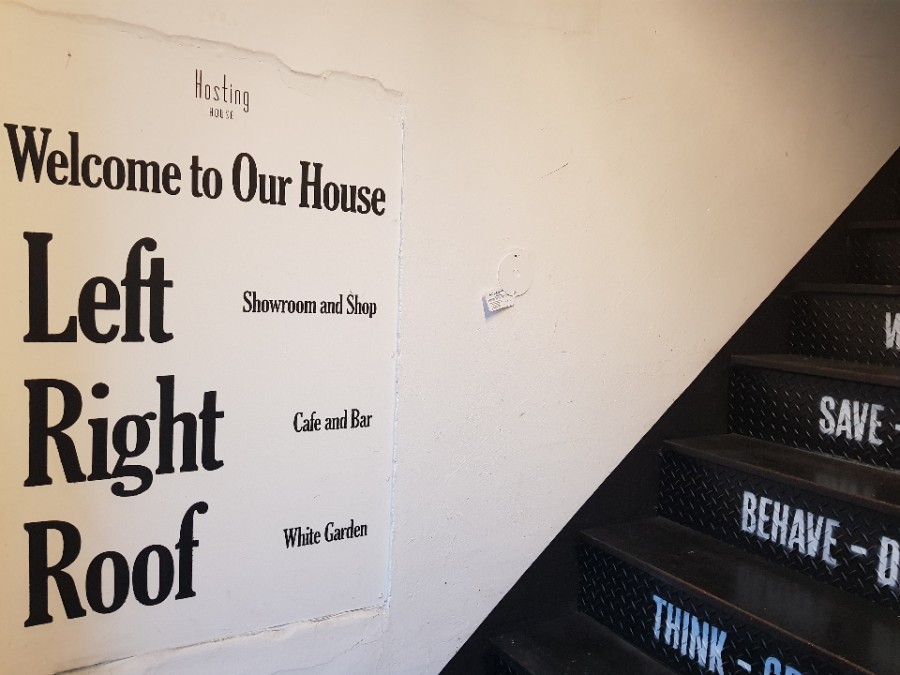 Hosting
HOUSE
Welcome to Our House
Left
Showroom and Shop
Right
Cafe and Bar
Roof
White Garden
SAVE -
BEHAVE -
THINK -